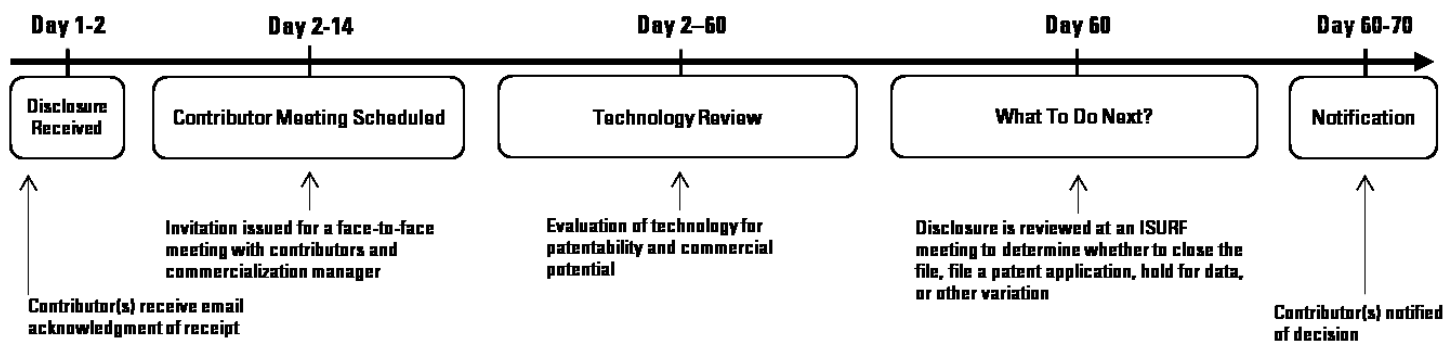 Day 1-2
Day 2-14
Day 2–60
Day 60
Day 60-70
Disclosure
Received
Contributor Meeting Scheduled
Technology Review
What To Do Next?
Notification
Contributor(s) receive email
acknowledgment of receipt
Invitation issued for a face-to-face
meeting with contributors and
commercialization manager
Evaluation of technology for
patentability and commercial
potential
Disclosure is reviewed at an ISURF
meeting to determine whether to close the
file, file a patent application, hold for data,
or other variation
Contributor(s) notified
of decision